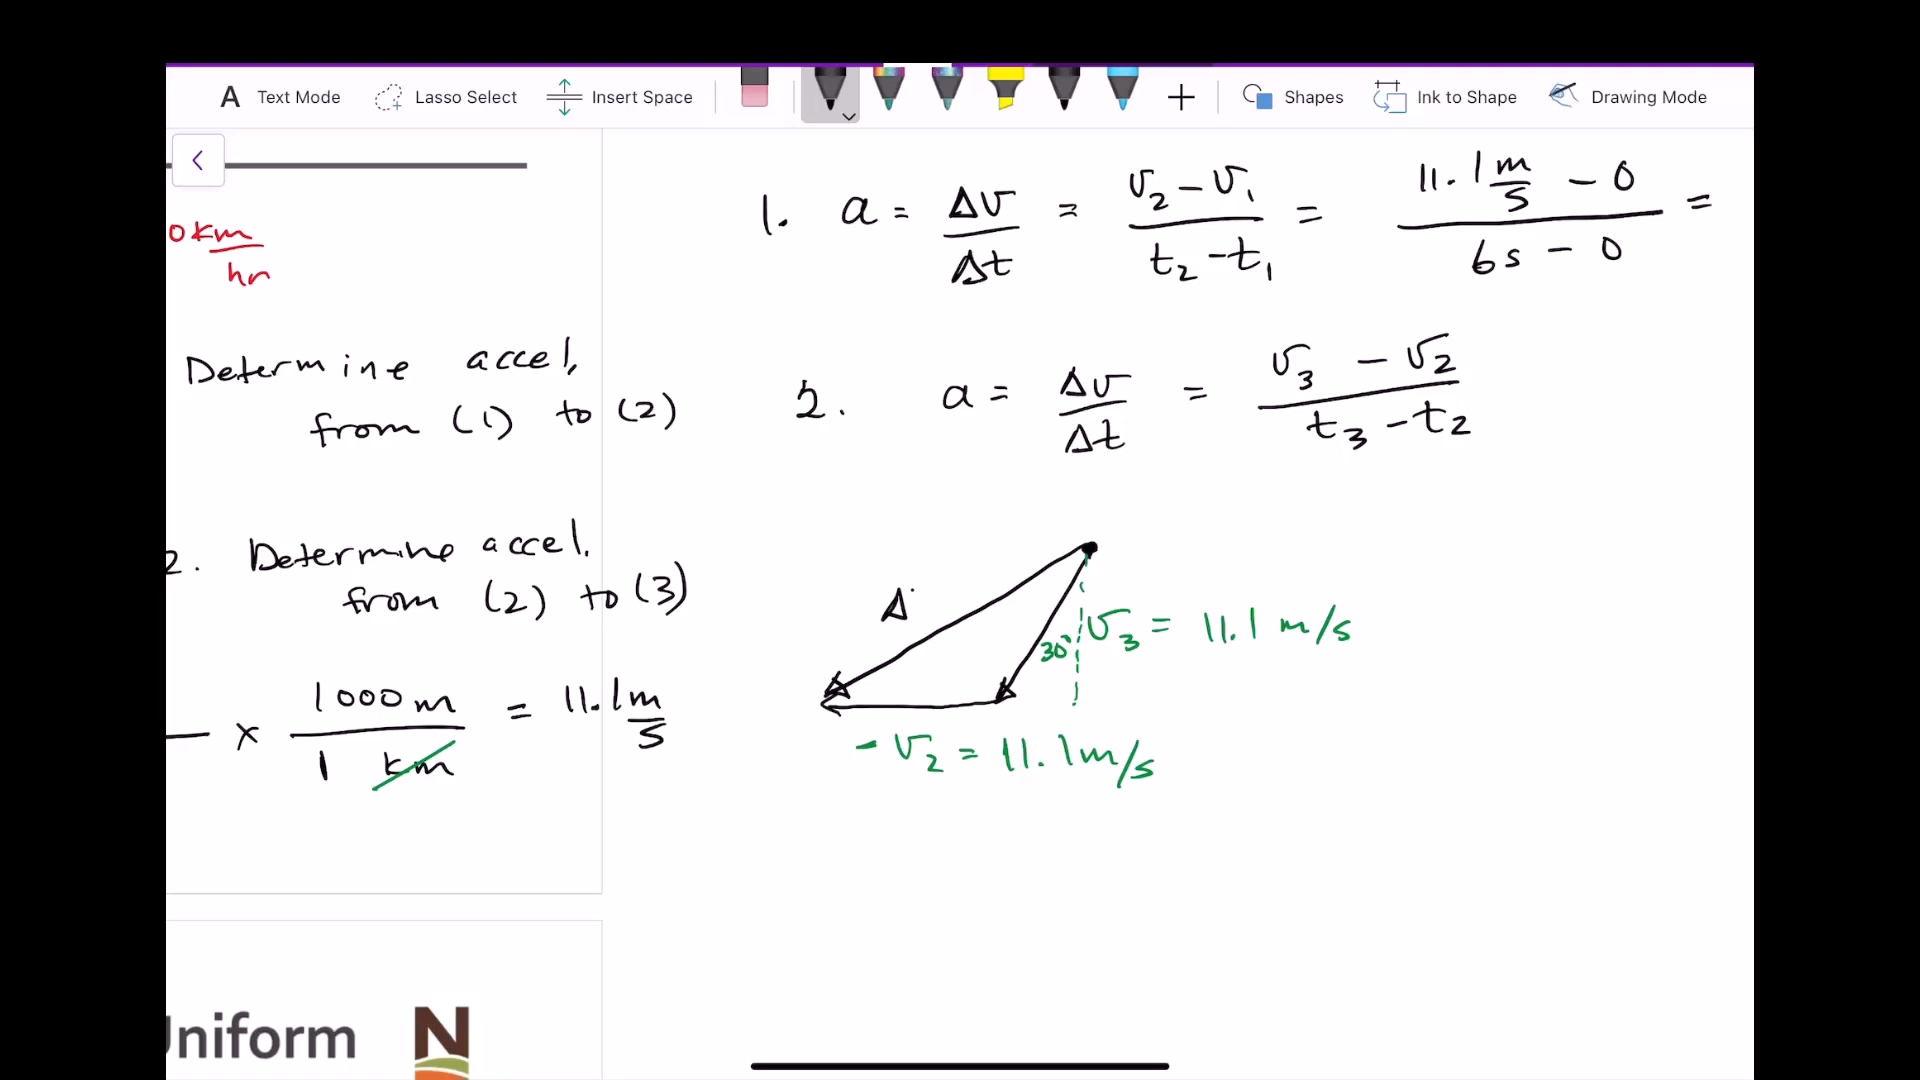 A Text Mode Lasso Select Insert Space Shapes Ink to Shape Drawing Mode
0 km/hr
Determine accel.
from (1) to (2)
2. Determine accel.
from (2) to (3)
× 1000 m / 1 km = 11.1 m/s
1. a = Δv/Δt = (v₂ - v₁)/(t₂ - t₁) = (11.1 m/s - 0)/(6s - 0) =
2. a = Δv/Δt = (v₃ - v₂)/(t₃ - t₂)
Δ
30°
v₃ = 11.1 m/s
- v₂ = 11.1 m/s
Uniform
N